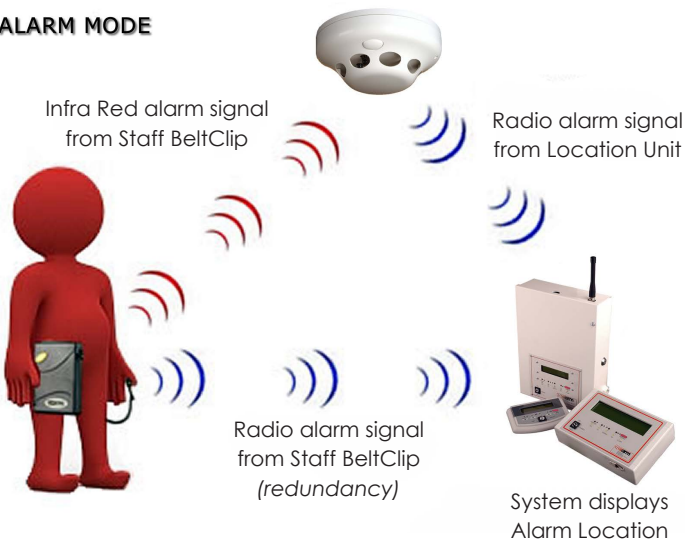 ALARM MODE
Infra Red alarm signal
from Staff BeltClip
Radio alarm signal
from Location Unit
Radio alarm signal
from Staff BeltClip
(redundancy)
System displays
Alarm Location